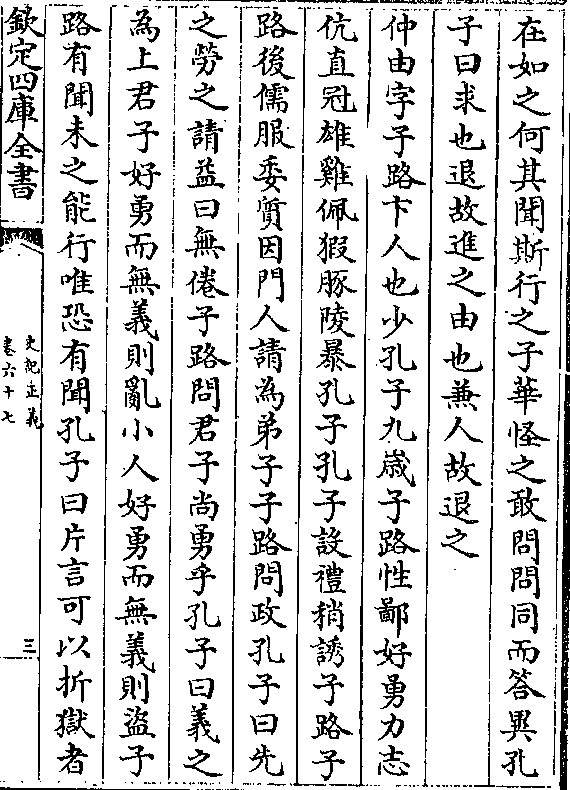 在如之何其聞斯行之子華怪之敢問問同而答異孔
子曰求也退故進之由也兼人故退之
仲由字子路卞人也少孔子九嵗子路性鄙好勇力志
伉直冠雄雞佩猳豚陵暴孔子孔子設禮稍誘子路子
路後儒服委質因門人請為弟子子路問政孔子曰先
之勞之請益曰無倦子路問君子尚勇乎孔子曰義之
為上君子好勇而無義則亂小人好勇而無義則盜子
路有聞未之能行唯恐有聞孔子曰片言可以折獄者
欽定四庫全書
史記正義
卷六十七
三